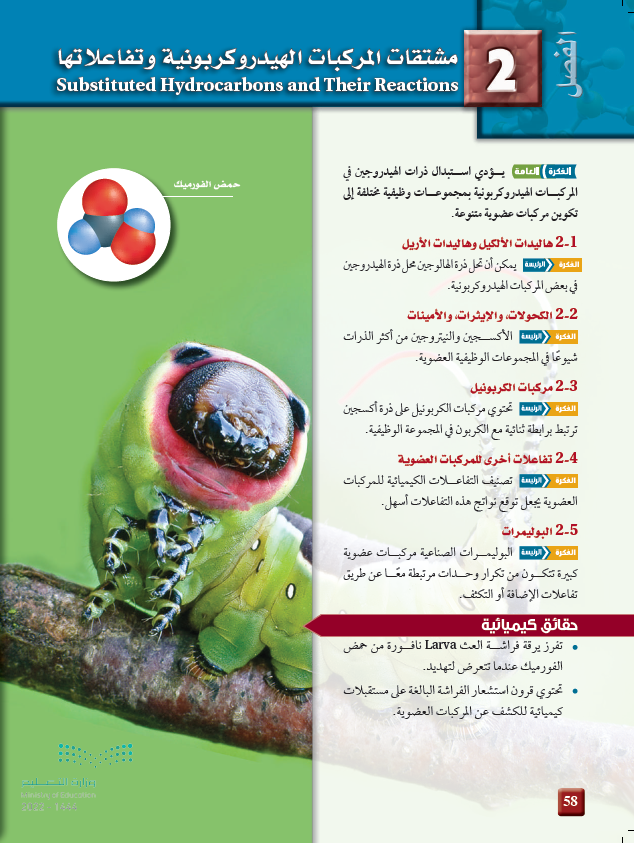 الفصل
2
مشتقات المركبات الهيدروكربونية وتفاعلاتها
Substituted Hydrocarbons and Their Reactions
حمض الفورميك
الفكرة العامة يؤدي استبدال ذرات الهيدروجين في
المركبات الهيدروكربونية بمجموعات وظيفية مختلفة إلى
تكوين مركبات عضوية متنوعة.
2-1 هاليدات الألكيل وهاليدات الأريل
الفكرة الرئيسة يمكن أن تحل ذرة الهالوجين محل ذرة الهيدروجين
في بعض المركبات الهيدروكربونية.
2-2 الكحولات، والإيثرات، والأمينات
الفكرة الرئيسة الأكسجين والنيتروجين من أكثر الذرات
شيوعًا في المجموعات الوظيفية العضوية.
2-3 مركبات الكربونيل
الفكرة الرئيسة تحتوي مركبات الكربونيل على ذرة أكسجين
ترتبط برابطة ثنائية مع الكربون في المجموعة الوظيفية.
2-4 تفاعلات أخرى للمركبات العضوية
الفكرة الرئيسة تصنيف التفاعلات الكيميائية للمركبات
العضوية يجعل توقع نواتج هذه التفاعلات أسهل.
2-5 البوليمرات
الفكرة الرئيسة البوليمرات الصناعية مركبات عضوية
كبيرة تتكون من تكرار وحدات مرتبطة معًا عن طريق
تفاعلات الإضافة أو التكثف.
حقائق كيميائية
• تفرز يرقة فراشة العث Larva نافورة من حمض
الفورميك عندما تتعرض لتهديد.
• تحتوي قرون استشعار الفراشة البالغة على مستقبلات
كيميائية للكشف عن المركبات العضوية.
وزارة التعليم
Ministry of Education
58